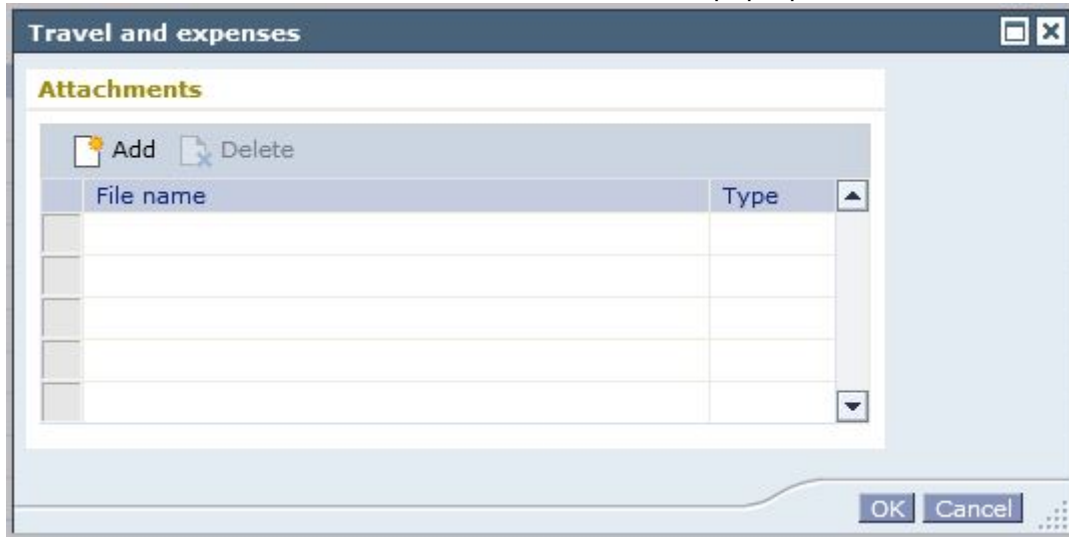 Travel and expenses
Attachments
Add Delete
File name Type
OK Cancel